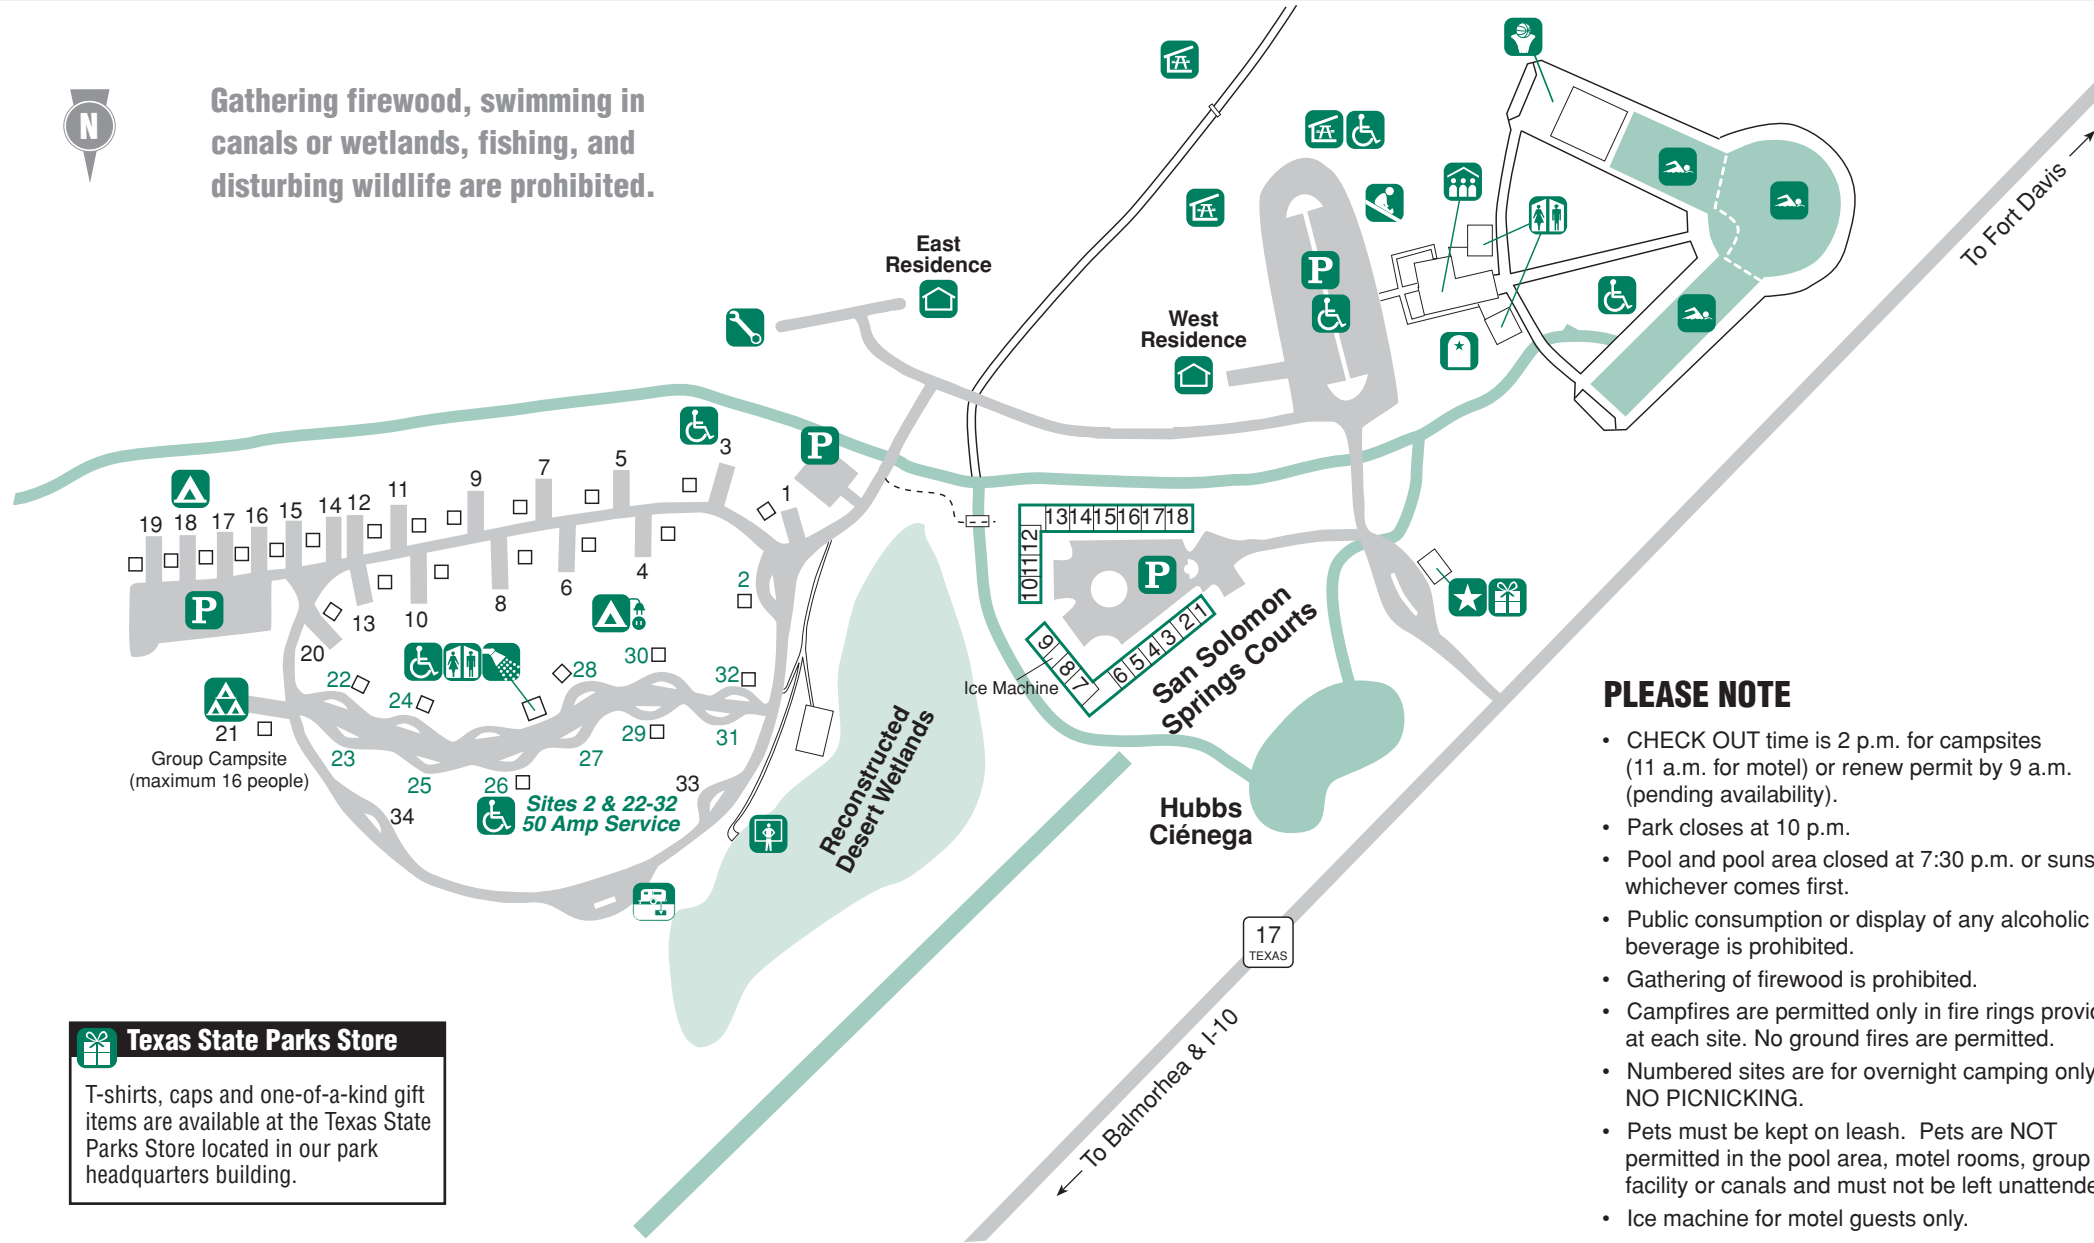 N
Gathering firewood, swimming in
canals or wetlands, fishing, and
disturbing wildlife are prohibited.
East
Residence
West
Residence
P
To Fort Davis
P
3
5
7
9
11
12
14
15
16
17
18
19
1
2
4
6
8
10
13
20
P
13 14 15 16 17 18
12
11
10
P
1
2
3
4
5
6
7
8
9
Ice Machine
San Solomon
Springs Courts
22
24
28
30
32
21
Group Campsite
(maximum 16 people)
23
25
26
27
29
31
33
34
Sites 2 & 22-32
50 Amp Service
Reconstructed
Desert Wetlands
Hubbs
Ciénega
17
TEXAS
To Balmorhea & I-10
Texas State Parks Store
T-shirts, caps and one-of-a-kind gift
items are available at the Texas State
Parks Store located in our park
headquarters building.
PLEASE NOTE
• CHECK OUT time is 2 p.m. for campsites
(11 a.m. for motel) or renew permit by 9 a.m.
(pending availability).
• Park closes at 10 p.m.
• Pool and pool area closed at 7:30 p.m. or suns
whichever comes first.
• Public consumption or display of any alcoholic
beverage is prohibited.
• Gathering of firewood is prohibited.
• Campfires are permitted only in fire rings provid
at each site. No ground fires are permitted.
• Numbered sites are for overnight camping only
NO PICNICKING.
• Pets must be kept on leash. Pets are NOT
permitted in the pool area, motel rooms, group
facility or canals and must not be left unattende
• Ice machine for motel guests only.